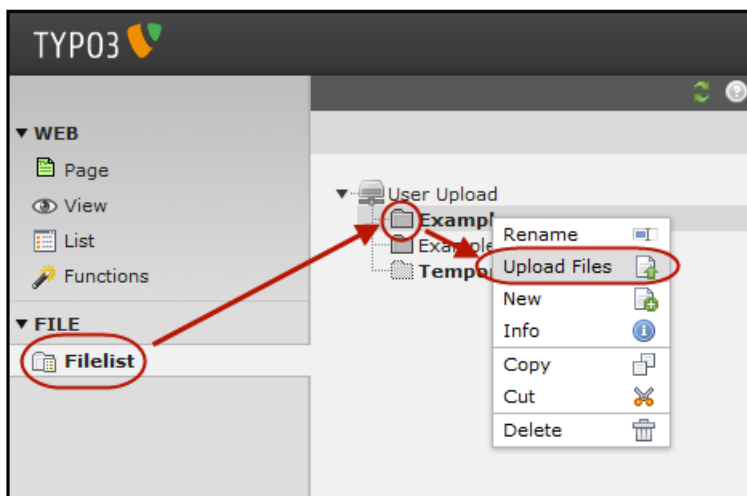 TYPO3
WEB
Page
View
List
Functions
FILE
Filelist
User Upload
Rename
Upload Files
New
Info
Copy
Cut
Delete